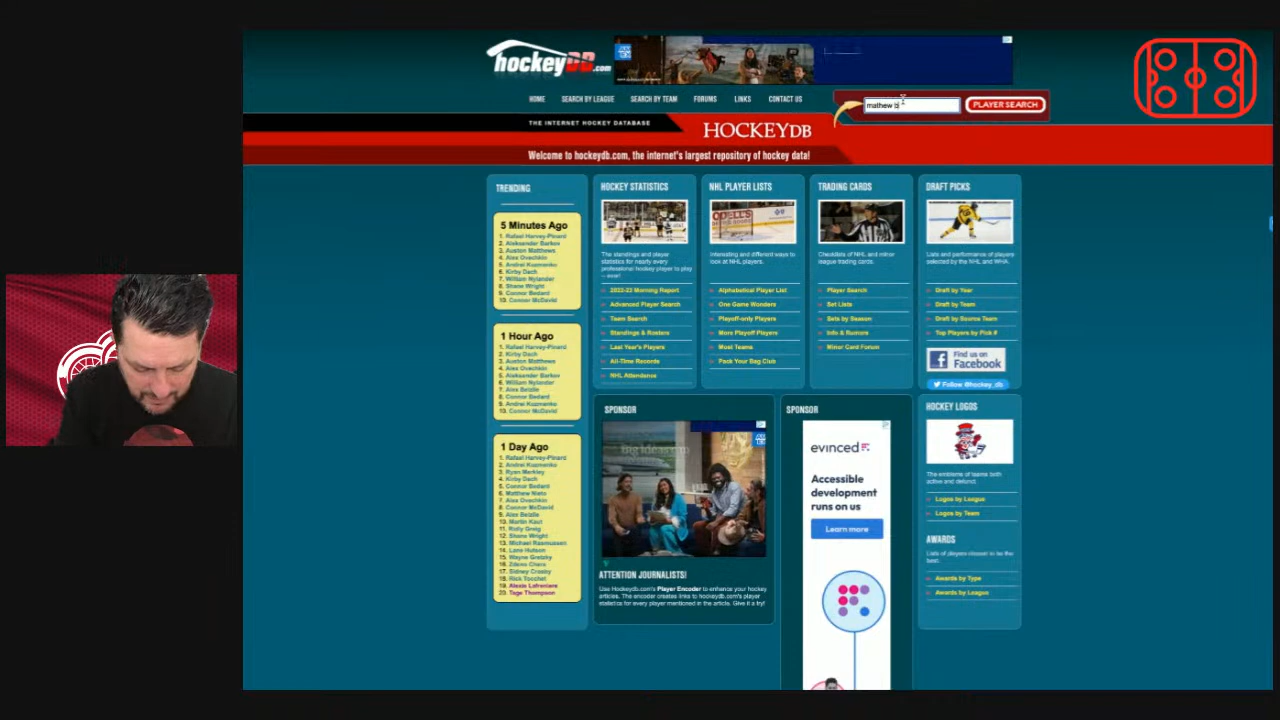 hockeyDB.com
HOME
SEARCH BY LEAGUE
SEARCH BY TEAM
FORUMS
LINKS
CONTACT US
mathew b
PLAYER SEARCH
THE INTERNET HOCKEY DATABASE
HOCKEYDB
Welcome to hockeydb.com, the internet's largest repository of hockey data!
TRENDING
5 Minutes Ago
1. Rafael Harvey-Pinard
2. Aleksander Barkov
3. Auston Matthews
4. Alex Ovechkin
5. Andrei Kuzmenko
6. Kirby Dach
7. William Nylander
8. Shane Wright
9. Connor Bedard
10. Connor McDavid
1 Hour Ago
1. Rafael Harvey-Pinard
2. Kirby Dach
3. Auston Matthews
4. Alex Ovechkin
5. Aleksander Barkov
6. William Nylander
7. Alex Belzile
8. Connor Bedard
9. Andrei Kuzmenko
10. Connor McDavid
1 Day Ago
1. Rafael Harvey-Pinard
2. Andrei Kuzmenko
3. Ryan Merkley
4. Kirby Dach
5. Connor Bedard
6. Matthew Nieto
7. Alex Ovechkin
8. Connor McDavid
9. Alex Belzile
10. Martin Kaut
11. Ridly Greig
12. Shane Wright
13. Michael Rasmussen
14. Lane Hutson
15. Wayne Gretzky
16. Zdeno Chara
17. Sidney Crosby
18. Rick Tocchet
19. Alexis Lafreniere
20. Tage Thompson
HOCKEY STATISTICS
The standings and player
statistics for nearly every
professional hockey player to play
-- ever!
2022-23 Morning Report
Advanced Player Search
Team Search
Standings & Rosters
Last Year's Players
All-Time Records
NHL Attendance
NHL PLAYER LISTS
Interesting and different ways to
look at NHL players.
Alphabetical Player List
One Game Wonders
Playoff-only Players
More Playoff Players
Most Teams
Pack Your Bag Club
TRADING CARDS
Checklists of NHL and minor
league trading cards.
Player Search
Set Lists
Sets by Season
Info & Rumors
Minor Card Forum
DRAFT PICKS
Lists and performance of players
selected by the NHL and WHA.
Draft by Year
Draft by Team
Draft by Source Team
Top Players by Pick #
Find us on
Facebook
Follow @hockey_db
SPONSOR
ATTENTION JOURNALISTS!
Use Hockeydb.com's Player Encoder to enhance your hockey
articles. The encoder creates links to hockeydb.com's player
statistics for every player mentioned in the article. Give it a try!
SPONSOR
evinced
Accessible
development
runs on us
Learn more
HOCKEY LOGOS
The emblems of teams both
active and defunct.
Logos by League
Logos by Team
AWARDS
Lists of players chosen to be the
best.
Awards by Type
Awards by League